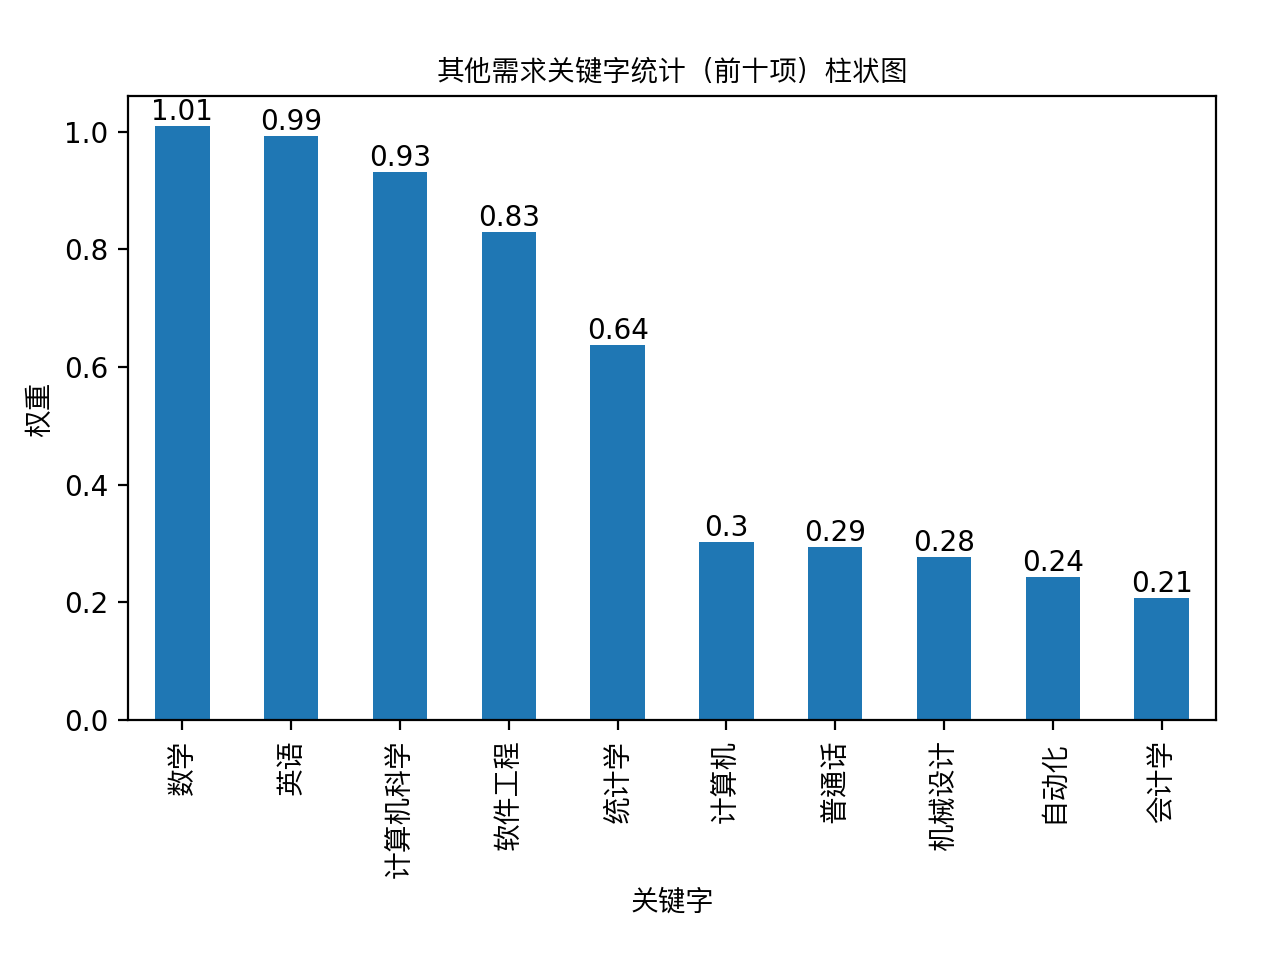 其他需求关键字统计（前十项）柱状图
权重
1.0
0.8
0.6
0.4
0.2
0.0
1.01
0.99
0.93
0.83
0.64
0.3
0.29
0.28
0.24
0.21
数学
英语
计算机科学
软件工程
统计学
计算机
普通话
机械设计
自动化
会计学
关键字